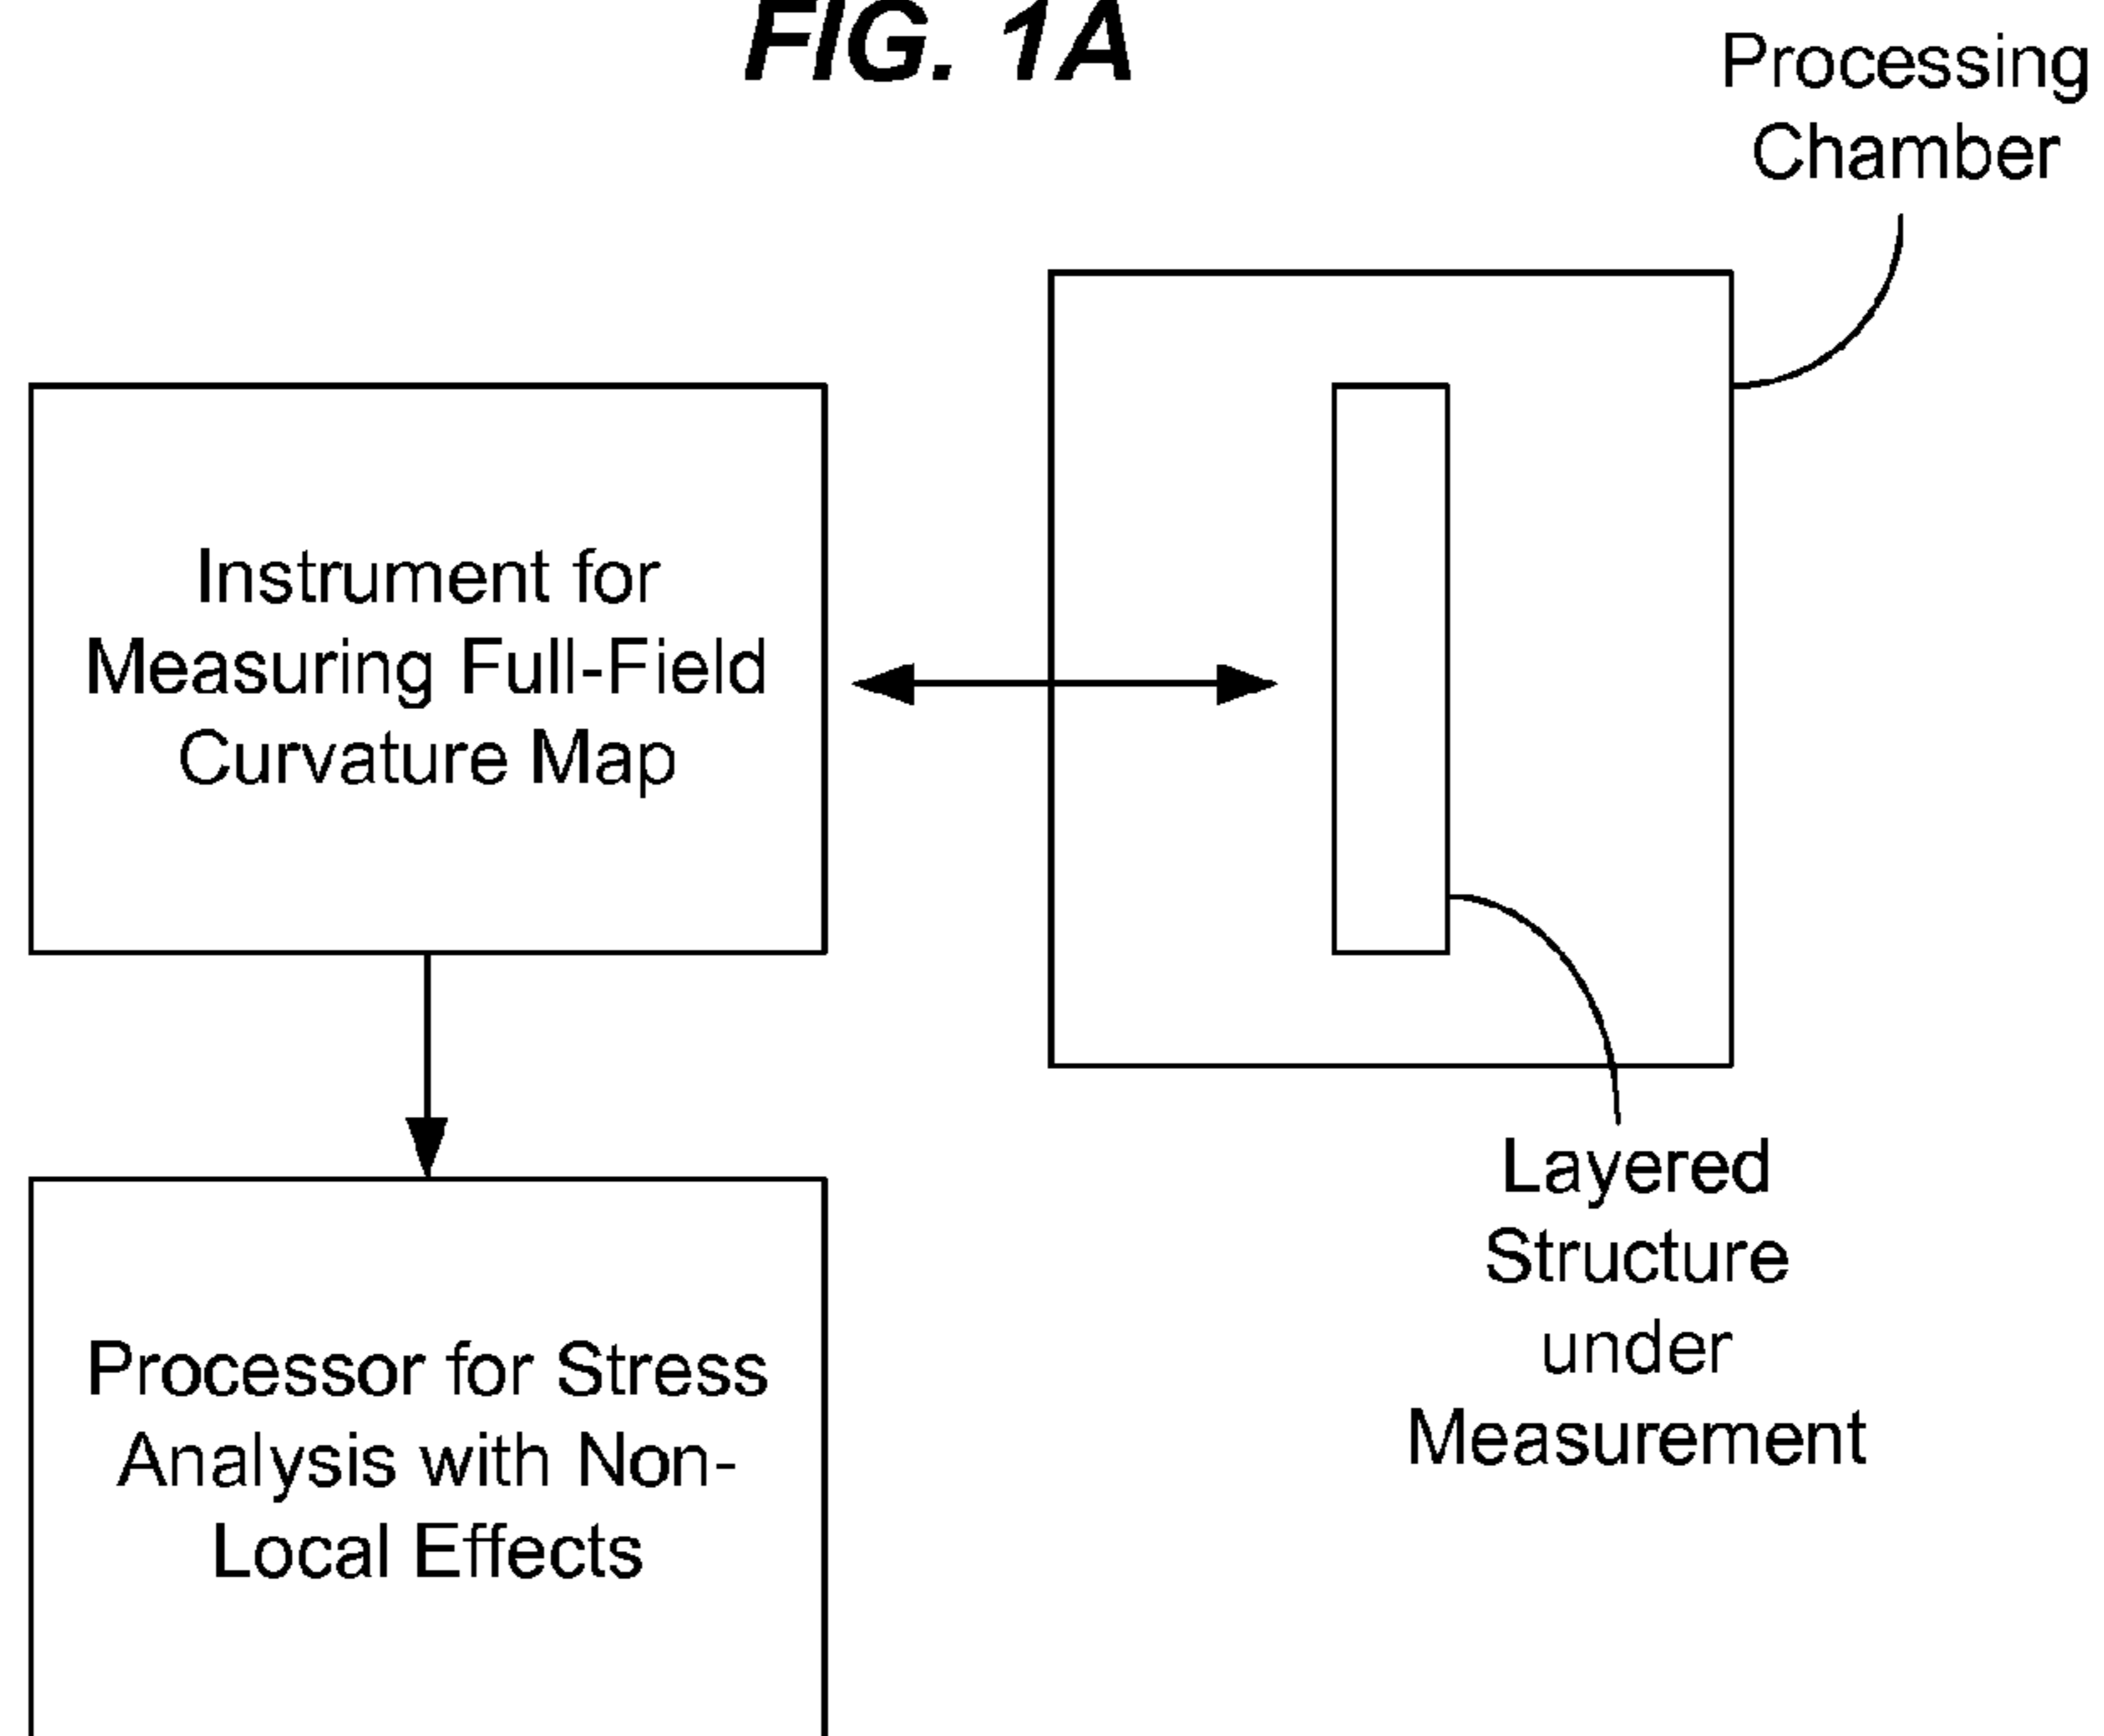 FIG. 1A
Processing
Chamber
Instrument for
Measuring Full-Field
Curvature Map
Layered
Structure
under
Measurement
Processor for Stress
Analysis with Non-
Local Effects